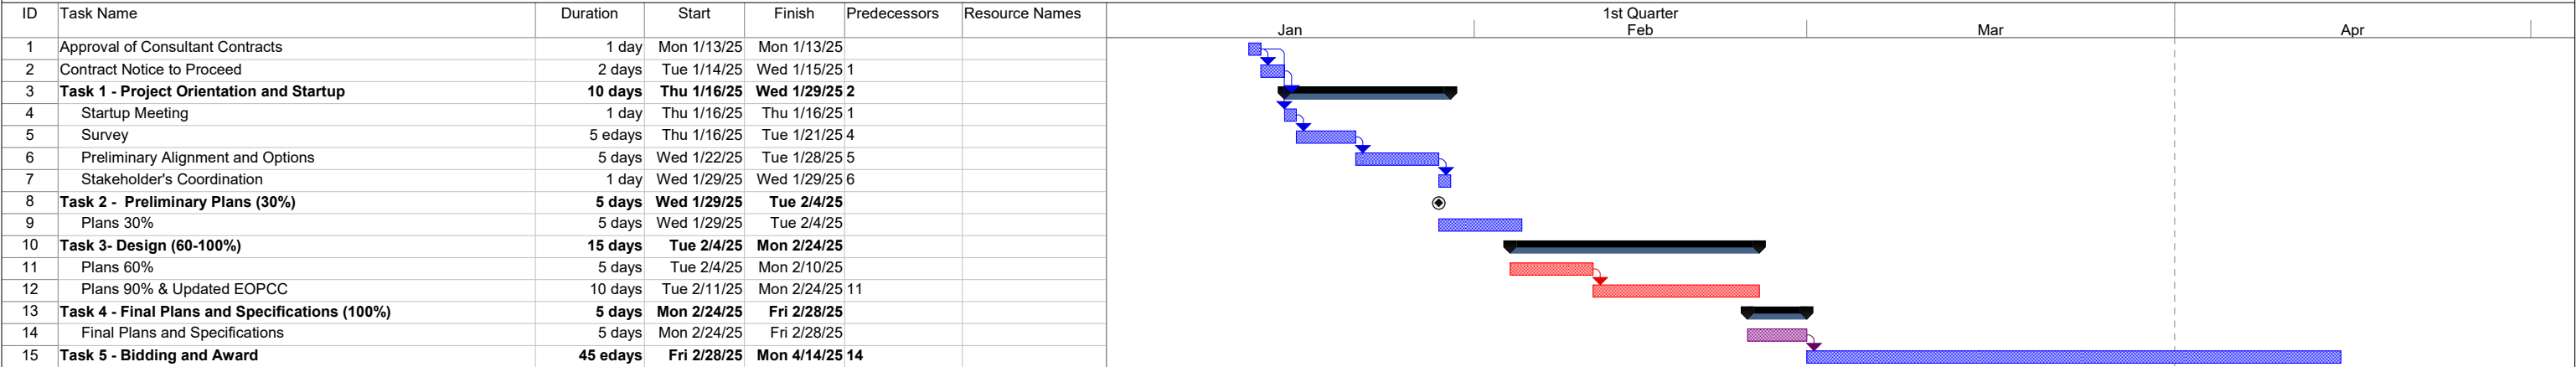 ID Task Name Duration Start Finish Predecessors Resource Names 1st Quarter
Jan Feb Mar Apr
1 Approval of Consultant Contracts 1 day Mon 1/13/25 Mon 1/13/25
2 Contract Notice to Proceed 2 days Tue 1/14/25 Wed 1/15/25 1
3 Task 1 - Project Orientation and Startup 10 days Thu 1/16/25 Wed 1/29/25 2
4 Startup Meeting 1 day Thu 1/16/25 Thu 1/16/25 1
5 Survey 5 edays Thu 1/16/25 Tue 1/21/25 4
6 Preliminary Alignment and Options 5 days Wed 1/22/25 Tue 1/28/25 5
7 Stakeholder's Coordination 1 day Wed 1/29/25 Wed 1/29/25 6
8 Task 2 -  Preliminary Plans (30%) 5 days Wed 1/29/25 Tue 2/4/25
9 Plans 30% 5 days Wed 1/29/25 Tue 2/4/25
10 Task 3- Design (60-100%) 15 days Tue 2/4/25 Mon 2/24/25
11 Plans 60% 5 days Tue 2/4/25 Mon 2/10/25
12 Plans 90% & Updated EOPCC 10 days Tue 2/11/25 Mon 2/24/25 11
13 Task 4 - Final Plans and Specifications (100%) 5 days Mon 2/24/25 Fri 2/28/25
14 Final Plans and Specifications 5 days Mon 2/24/25 Fri 2/28/25
15 Task 5 - Bidding and Award 45 edays Fri 2/28/25 Mon 4/14/25 14